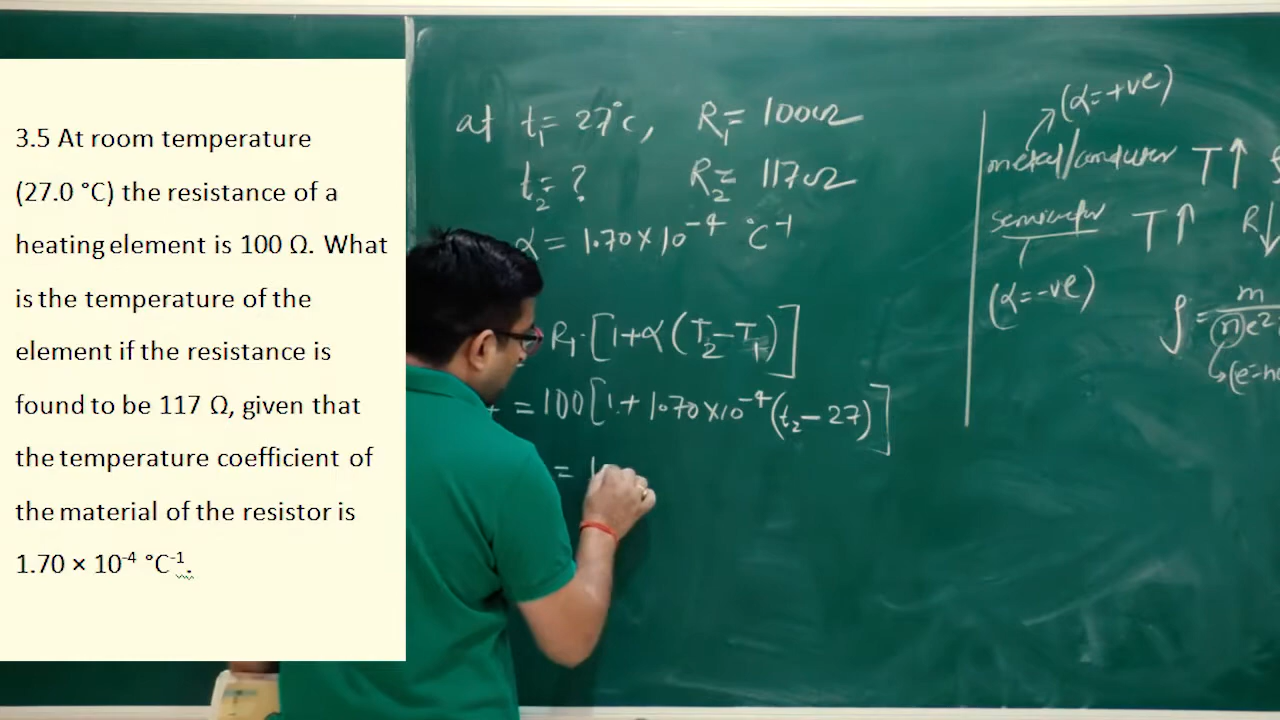 3.5 At room temperature
(27.0 °C) the resistance of a
heating element is 100 Ω. What
is the temperature of the
element if the resistance is
found to be 117 Ω, given that
the temperature coefficient of
the material of the resistor is
1.70 × 10⁻⁴ °C⁻¹.
at t₁ = 27°c, R₁ = 100Ω
t₂ = ? R₂ = 117Ω
α = 1.70 × 10⁻⁴ °C⁻¹
R₁ · [1 + α (T₂ – T₁)]
= 100 [1 + 1.70 × 10⁻⁴ (t₂ – 27)]
=
(α = +ve)
metal/conductor T↑
T↑ R↓
(α = -ve)
ρ = m
(n)e²